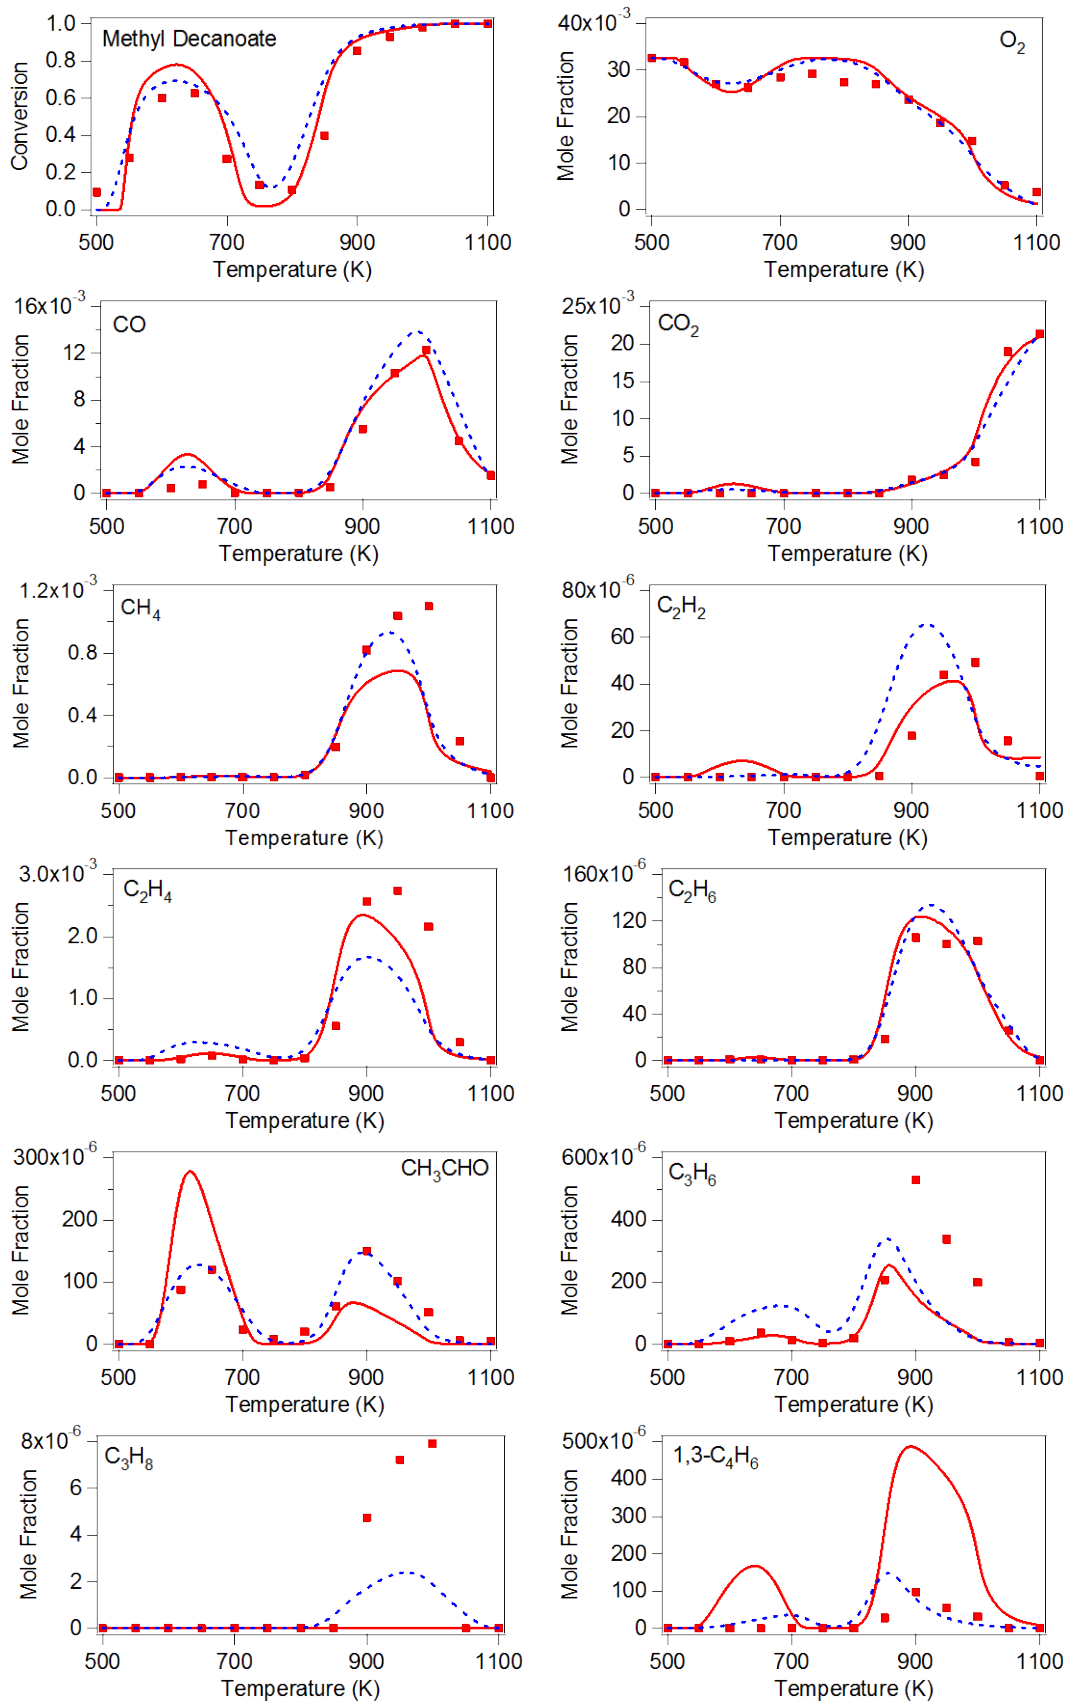 Methyl Decanoate
Conversion
1.0
0.8
0.6
0.4
0.2
0.0
500
700
900
1100
Temperature (K)
O₂
Mole Fraction
40x10⁻³
30
20
10
0
500
700
900
1100
Temperature (K)
CO
Mole Fraction
16x10⁻³
12
8
4
0
500
700
900
1100
Temperature (K)
CO₂
Mole Fraction
25x10⁻³
20
15
10
5
0
500
700
900
1100
Temperature (K)
CH₄
Mole Fraction
1.2x10⁻³
0.8
0.4
0.0
500
700
900
1100
Temperature (K)
C₂H₂
Mole Fraction
80x10⁻⁶
60
40
20
0
500
700
900
1100
Temperature (K)
C₂H₄
Mole Fraction
3.0x10⁻³
2.0
1.0
0.0
500
700
900
1100
Temperature (K)
C₂H₆
Mole Fraction
160x10⁻⁶
120
80
40
0
500
700
900
1100
Temperature (K)
CH₃CHO
Mole Fraction
300x10⁻⁶
200
100
0
500
700
900
1100
Temperature (K)
C₃H₆
Mole Fraction
600x10⁻⁶
400
200
0
500
700
900
1100
Temperature (K)
C₃H₈
Mole Fraction
8x10⁻⁶
6
4
2
0
500
700
900
1100
Temperature (K)
1,3-C₄H₆
Mole Fraction
500x10⁻⁶
400
300
200
100
0
500
700
900
1100
Temperature (K)